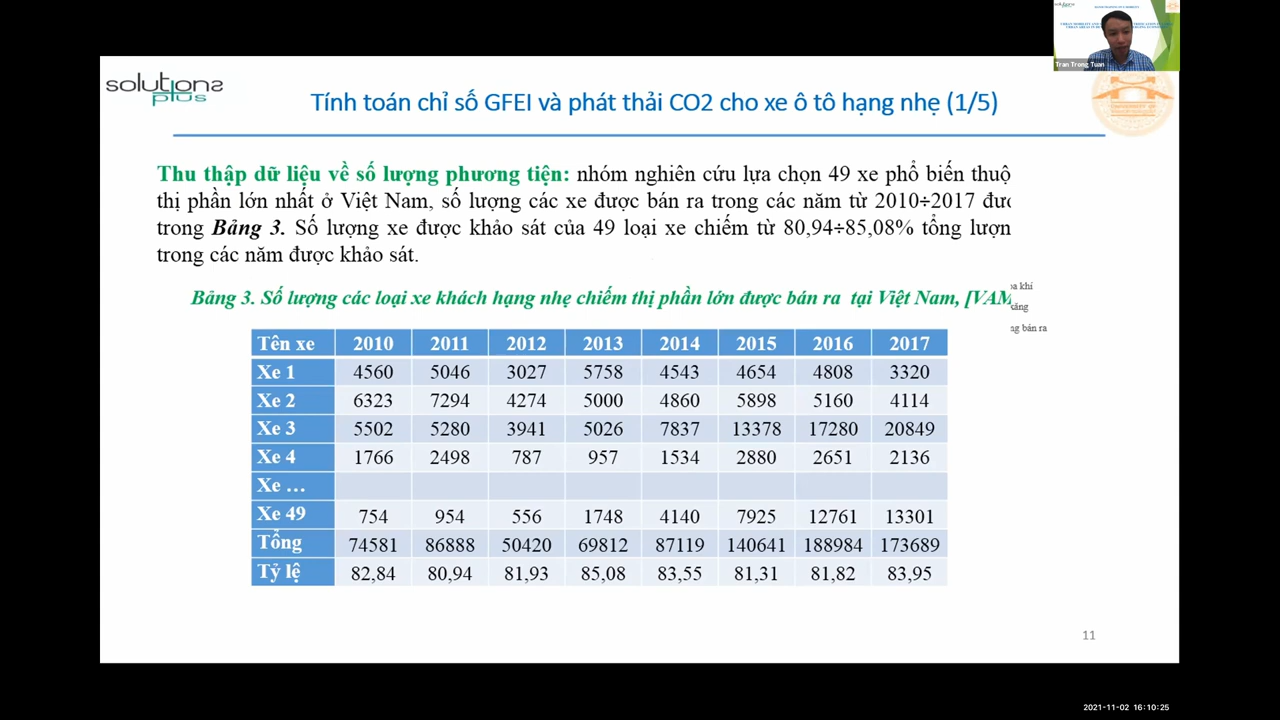 solutions
plus
Tran Trong Tuan
Tính toán chỉ số GFEI và phát thải CO2 cho xe ô tô hạng nhẹ (1/5)
Thu thập dữ liệu về số lượng phương tiện: nhóm nghiên cứu lựa chọn 49 xe phổ biến thuộ
thị phần lớn nhất ở Việt Nam, số lượng các xe được bán ra trong các năm từ 2010÷2017 đượ
trong Bảng 3. Số lượng xe được khảo sát của 49 loại xe chiếm từ 80,94÷85,08% tổng lượn
trong các năm được khảo sát.
Bảng 3. Số lượng các loại xe khách hạng nhẹ chiếm thị phần lớn được bán ra tại Việt Nam, [VAM
khí
bán ra
Tên xe 2010 2011 2012 2013 2014 2015 2016 2017
Xe 1 4560 5046 3027 5758 4543 4654 4808 3320
Xe 2 6323 7294 4274 5000 4860 5898 5160 4114
Xe 3 5502 5280 3941 5026 7837 13378 17280 20849
Xe 4 1766 2498 787 957 1534 2880 2651 2136
Xe …
Xe 49 754 954 556 1748 4140 7925 12761 13301
Tổng 74581 86888 50420 69812 87119 140641 188984 173689
Tỷ lệ 82,84 80,94 81,93 85,08 83,55 81,31 81,82 83,95
11
2021-11-02 16:10:25